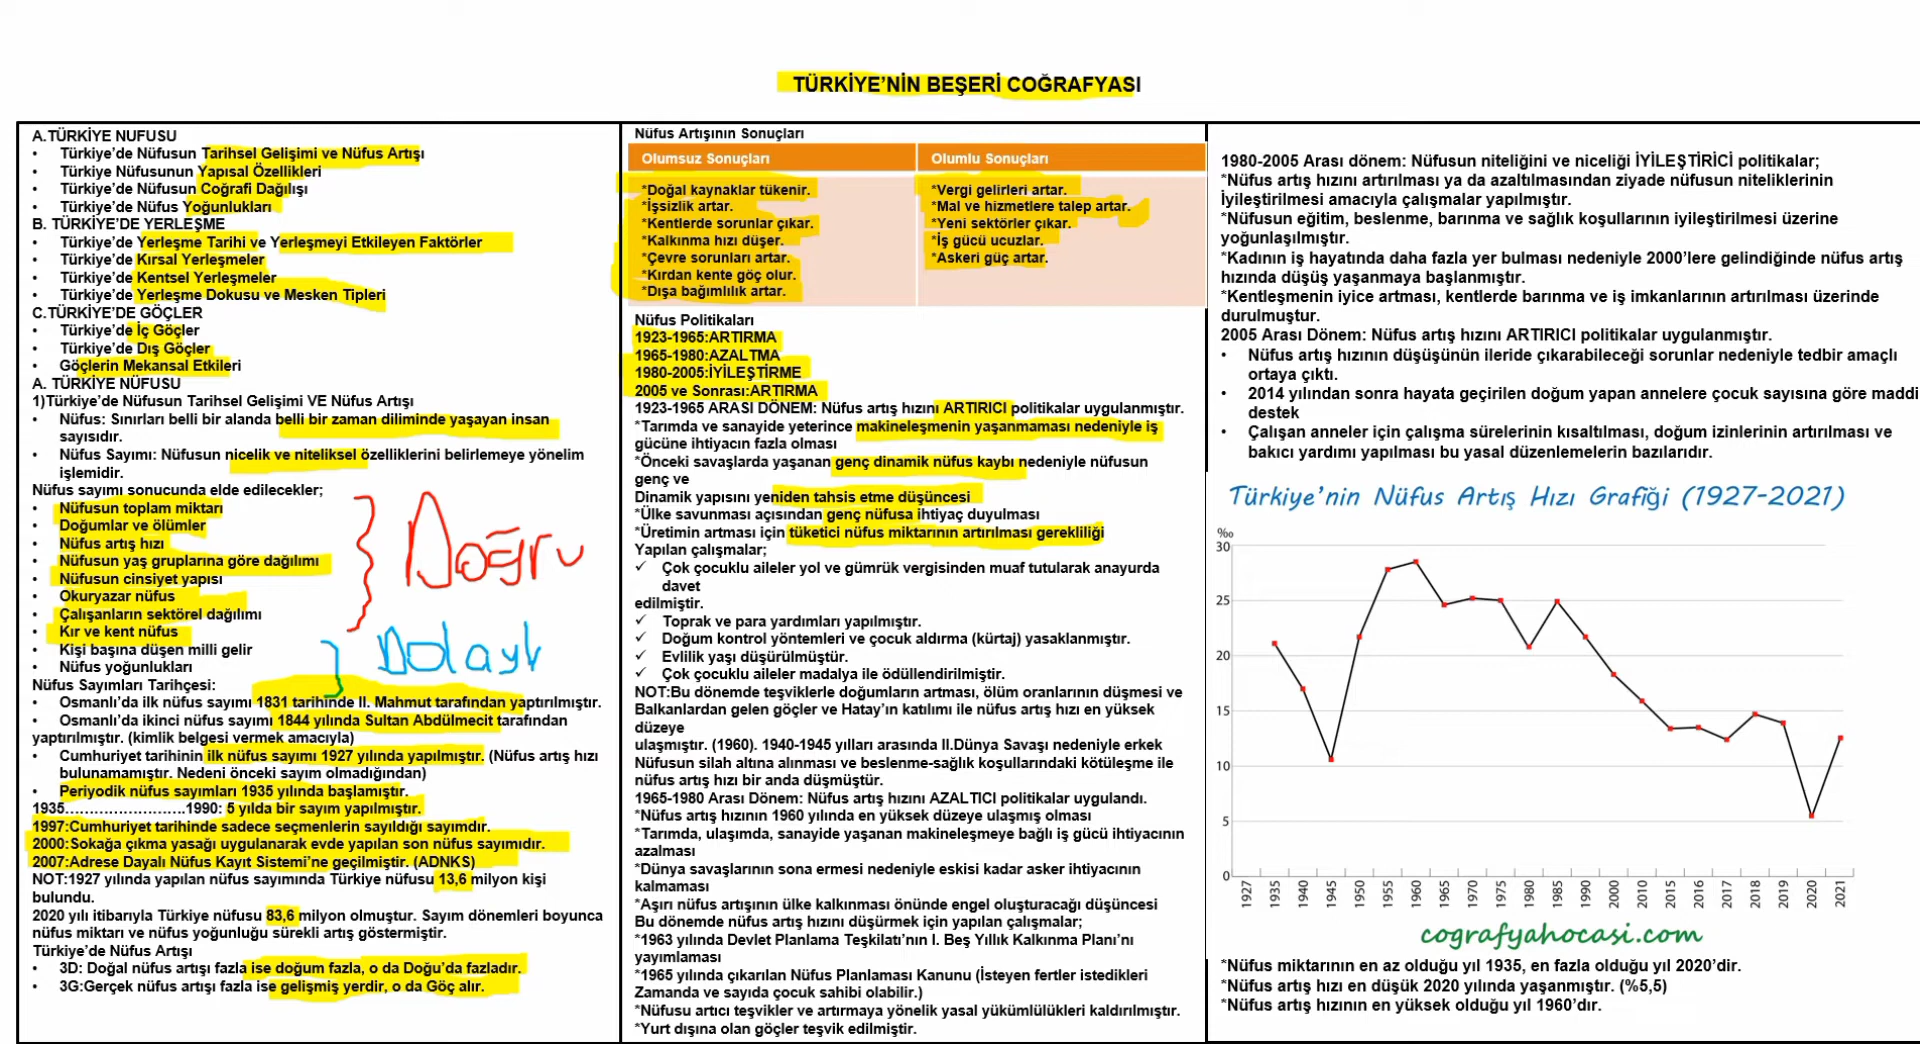 TÜRKİYE'NİN BEŞERİ COĞRAFYASI
A.TÜRKİYE NUFUSU
• Türkiye'de Nüfusun Tarihsel Gelişimi ve Nüfus Artışı
• Türkiye Nüfusunun Yapısal Özellikleri
• Türkiye'de Nüfusun Coğrafi Dağılışı
• Türkiye'de Nüfus Yoğunlukları
B. TÜRKİYE'DE YERLEŞME
• Türkiye'de Yerleşme Tarihi ve Yerleşmeyi Etkileyen Faktörler
• Türkiye'de Kırsal Yerleşmeler
• Türkiye'de Kentsel Yerleşmeler
• Türkiye'de Yerleşme Dokusu ve Mesken Tipleri
C.TÜRKİYE'DE GÖÇLER
• Türkiye'de İç Göçler
• Türkiye'de Dış Göçler
• Göçlerin Mekansal Etkileri
A. TÜRKİYE NÜFUSU
1)Türkiye'de Nüfusun Tarihsel Gelişimi VE Nüfus Artışı
• Nüfus: Sınırları belli bir alanda belli bir zaman diliminde yaşayan insan
sayısıdır.
• Nüfus Sayımı: Nüfusun nicelik ve niteliksel özelliklerini belirlemeye yönelim
işlemidir.
Nüfus sayımı sonucunda elde edilecekler;
• Nüfusun toplam miktarı
• Doğumlar ve ölümler
• Nüfus artış hızı
• Nüfusun yaş gruplarına göre dağılımı
• Nüfusun cinsiyet yapısı
• Okuryazar nüfus
• Çalışanların sektörel dağılımı
• Kır ve kent nüfus
• Kişi başına düşen milli gelir
• Nüfus yoğunlukları
Doğru
Dolaylı
Nüfus Sayımları Tarihçesi:
• Osmanlı'da ilk nüfus sayımı 1831 tarihinde II. Mahmut tarafından yaptırılmıştır.
• Osmanlı'da ikinci nüfus sayımı 1844 yılında Sultan Abdülmecit tarafından
yaptırılmıştır. (kimlik belgesi vermek amacıyla)
• Cumhuriyet tarihinin ilk nüfus sayımı 1927 yılında yapılmıştır. (Nüfus artış hızı
bulunamamıştır. Nedeni önceki sayım olmadığından)
• Periyodik nüfus sayımları 1935 yılında başlamıştır.
1935……………………..1990: 5 yılda bir sayım yapılmıştır.
1997:Cumhuriyet tarihinde sadece seçmenlerin sayıldığı sayımdır.
2000:Sokağa çıkma yasağı uygulanarak evde yapılan son nüfus sayımıdır.
2007:Adrese Dayalı Nüfus Kayıt Sistemi'ne geçilmiştir. (ADNKS)
NOT:1927 yılında yapılan nüfus sayımında Türkiye nüfusu 13,6 milyon kişi
bulundu.
2020 yılı itibarıyla Türkiye nüfusu 83,6 milyon olmuştur. Sayım dönemleri boyunca
nüfus miktarı ve nüfus yoğunluğu sürekli artış göstermiştir.
Türkiye'de Nüfus Artışı
• 3D: Doğal nüfus artışı fazla ise doğum fazla, o da Doğu'da fazladır.
• 3G:Gerçek nüfus artışı fazla ise gelişmiş yerdir, o da Göç alır.
Nüfus Artışının Sonuçları
Olumsuz Sonuçları
*Doğal kaynaklar tükenir.
*İşsizlik artar.
*Kentlerde sorunlar çıkar.
*Kalkınma hızı düşer.
*Çevre sorunları artar.
*Kırdan kente göç olur.
*Dışa bağımlılık artar.
Olumlu Sonuçları
*Vergi gelirleri artar.
*Mal ve hizmetlere talep artar.
*Yeni sektörler çıkar.
*İş gücü ucuzlar.
*Askeri güç artar.
Nüfus Politikaları
1923-1965:ARTIRMA
1965-1980:AZALTMA
1980-2005:İYİLEŞTİRME
2005 ve Sonrası:ARTIRMA
1923-1965 ARASI DÖNEM: Nüfus artış hızını ARTIRICI politikalar uygulanmıştır.
*Tarımda ve sanayide yeterince makineleşmenin yaşanmaması nedeniyle iş
gücüne ihtiyacın fazla olması
*Önceki savaşlarda yaşanan genç dinamik nüfus kaybı nedeniyle nüfusun
genç ve
Dinamik yapısını yeniden tahsis etme düşüncesi
*Ülke savunması açısından genç nüfusa ihtiyaç duyulması
*Üretimin artması için tüketici nüfus miktarının artırılması gerekliliği
Yapılan çalışmalar;
✓ Çok çocuklu aileler yol ve gümrük vergisinden muaf tutularak anayurda
davet
edilmiştir.
✓ Toprak ve para yardımları yapılmıştır.
✓ Doğum kontrol yöntemleri ve çocuk aldırma (kürtaj) yasaklanmıştır.
✓ Evlilik yaşı düşürülmüştür.
✓ Çok çocuklu aileler madalya ile ödüllendirilmiştir.
NOT:Bu dönemde teşviklerle doğumların artması, ölüm oranlarının düşmesi ve
Balkanlardan gelen göçler ve Hatay'ın katılımı ile nüfus artış hızı en yüksek
düzeye
ulaşmıştır. (1960). 1940-1945 yılları arasında II.Dünya Savaşı nedeniyle erkek
Nüfusun silah altına alınması ve beslenme-sağlık koşullarındaki kötüleşme ile
nüfus artış hızı bir anda düşmüştür.
1965-1980 Arası Dönem: Nüfus artış hızını AZALTICI politikalar uygulandı.
*Nüfus artış hızının 1960 yılında en yüksek düzeye ulaşmış olması
*Tarımda, ulaşımda, sanayide yaşanan makineleşmeye bağlı iş gücü ihtiyacının
azalması
*Dünya savaşlarının sona ermesi nedeniyle eskisi kadar asker ihtiyacının
kalmaması
*Aşırı nüfus artışının ülke kalkınması önünde engel oluşturacağı düşüncesi
Bu dönemde nüfus artış hızını düşürmek için yapılan çalışmalar;
*1963 yılında Devlet Planlama Teşkilatı'nın I. Beş Yıllık Kalkınma Planı'nı
yayımlaması
*1965 yılında çıkarılan Nüfus Planlaması Kanunu (İsteyen fertler istedikleri
Zamanda ve sayıda çocuk sahibi olabilir.)
*Nüfusu artıcı teşvikler ve artırmaya yönelik yasal yükümlülükleri kaldırılmıştır.
*Yurt dışına olan göçler teşvik edilmiştir.
1980-2005 Arası dönem: Nüfusun niteliğini ve niceliği İYİLEŞTİRİCİ politikalar;
*Nüfus artış hızını artırılması ya da azaltılmasından ziyade nüfusun niteliklerinin
İyileştirilmesi amacıyla çalışmalar yapılmıştır.
*Nüfusun eğitim, beslenme, barınma ve sağlık koşullarının iyileştirilmesi üzerine
yoğunlaşılmıştır.
*Kadının iş hayatında daha fazla yer bulması nedeniyle 2000'lere gelindiğinde nüfus artış
hızında düşüş yaşanmaya başlanmıştır.
*Kentleşmenin iyice artması, kentlerde barınma ve iş imkanlarının artırılması üzerinde
durulmuştur.
2005 Arası Dönem: Nüfus artış hızını ARTIRICI politikalar uygulanmıştır.
• Nüfus artış hızının düşüşünün ileride çıkarabileceği sorunlar nedeniyle tedbir amaçlı
ortaya çıktı.
• 2014 yılından sonra hayata geçirilen doğum yapan annelere çocuk sayısına göre maddi
destek
• Çalışan anneler için çalışma sürelerinin kısaltılması, doğum izinlerinin artırılması ve
bakıcı yardımı yapılması bu yasal düzenlemelerin bazılarıdır.
Türkiye'nin Nüfus Artış Hızı Grafiği (1927-2021)
‰
30
25
20
15
10
5
0
1927 1935 1940 1945 1950 1955 1960 1965 1970 1975 1980 1985 1990 2000 2010 2015 2016 2017 2018 2019 2020 2021
cografyahocasi.com
*Nüfus miktarının en az olduğu yıl 1935, en fazla olduğu yıl 2020'dir.
*Nüfus artış hızı en düşük 2020 yılında yaşanmıştır. (%5,5)
*Nüfus artış hızının en yüksek olduğu yıl 1960'dır.